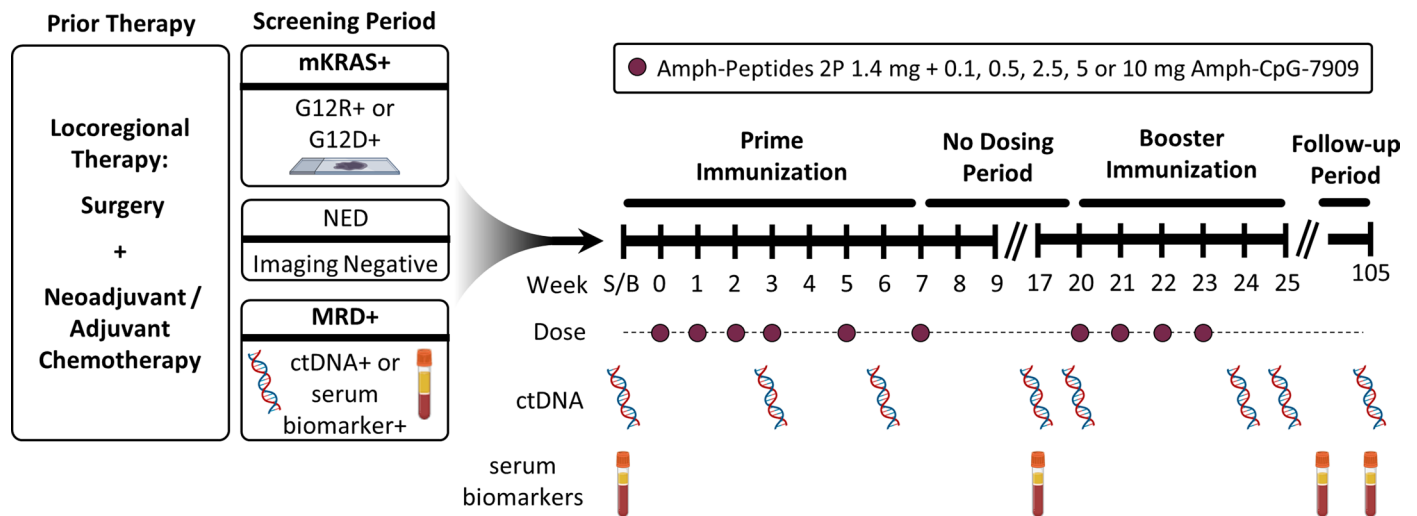 Prior Therapy
Locoregional
Therapy:
Surgery
+
Neoadjuvant /
Adjuvant
Chemotherapy
Screening Period
mKRAS+
G12R+ or
G12D+
NED
Imaging Negative
MRD+
ctDNA+ or
serum
biomarker+
Amph-Peptides 2P 1.4 mg + 0.1, 0.5, 2.5, 5 or 10 mg Amph-CpG-7909
Prime
Immunization
No Dosing
Period
Booster
Immunization
Follow-up
Period
Week S/B 0 1 2 3 4 5 6 7 8 9 17 20 21 22 23 24 25 105
Dose
ctDNA
serum
biomarkers